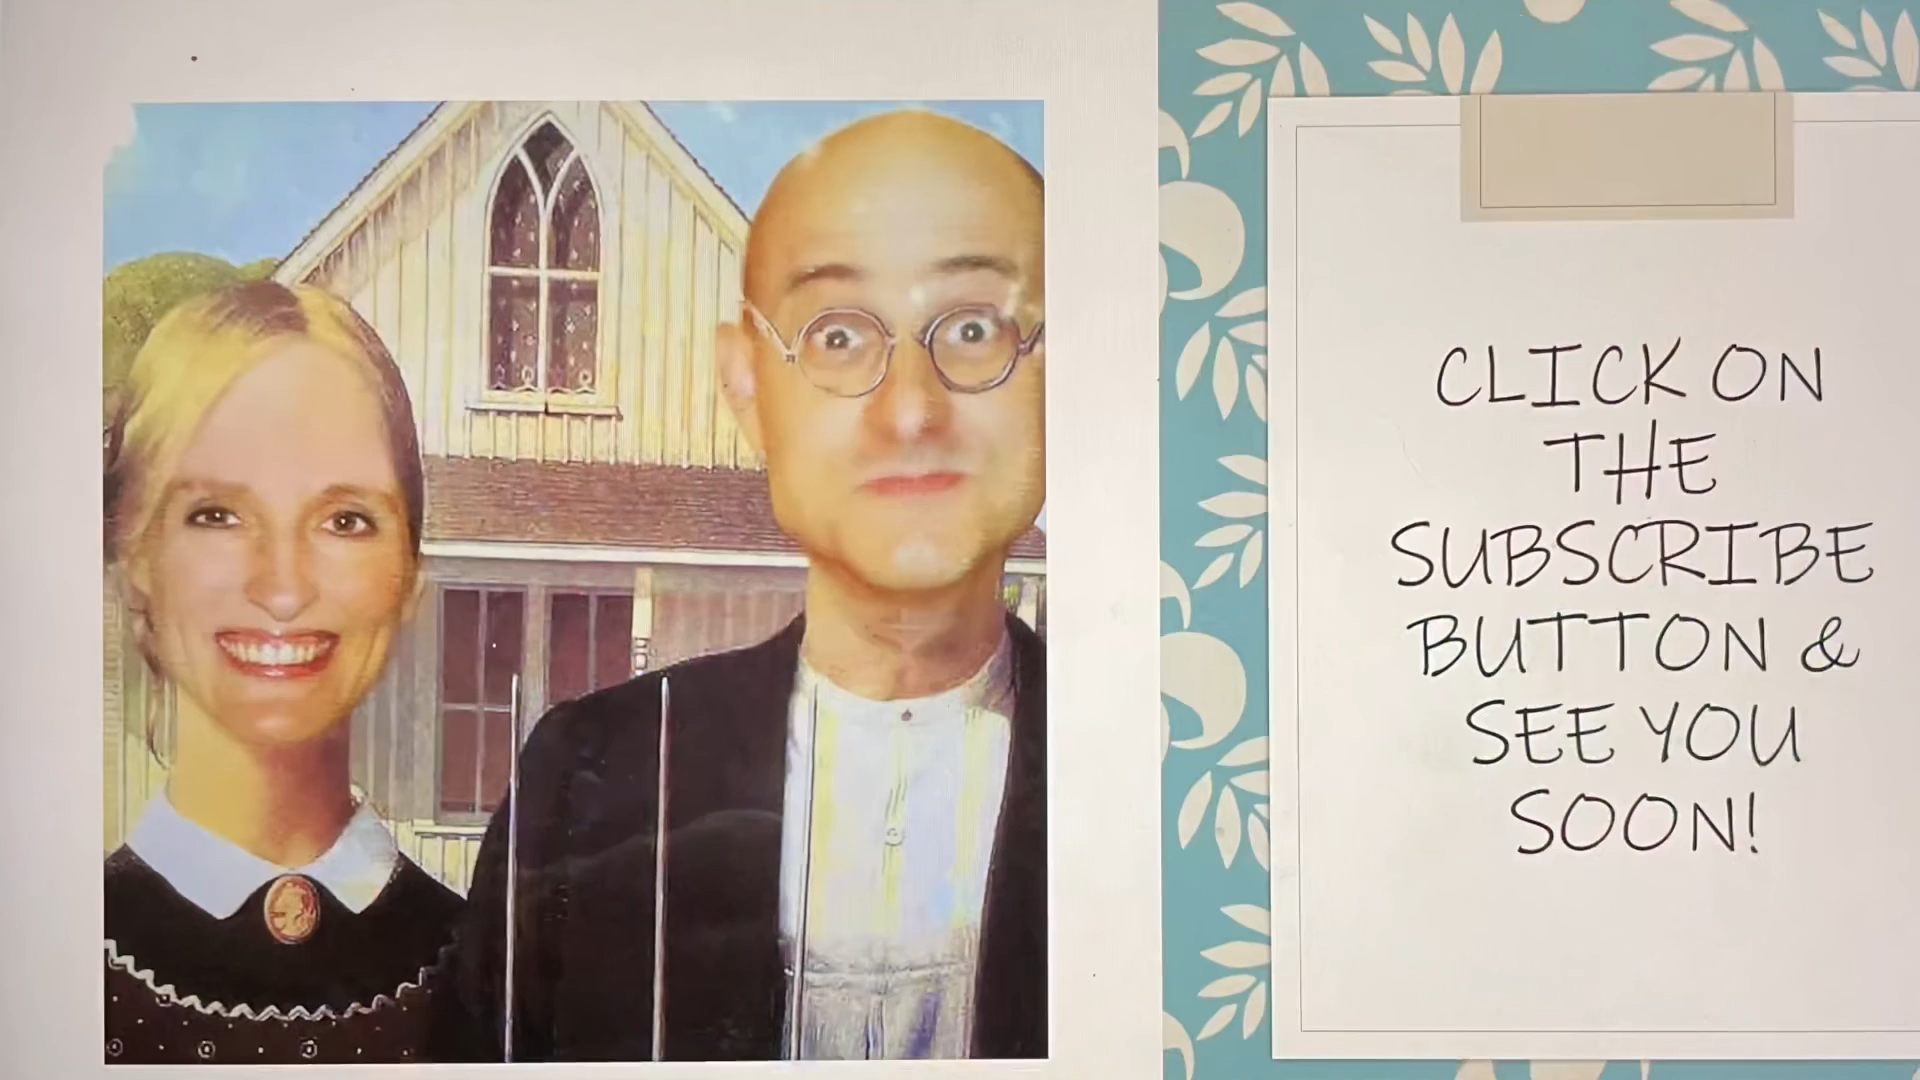 CLICK ON
THE
SUBSCRIBE
BUTTON &
SEE YOU
SOON!